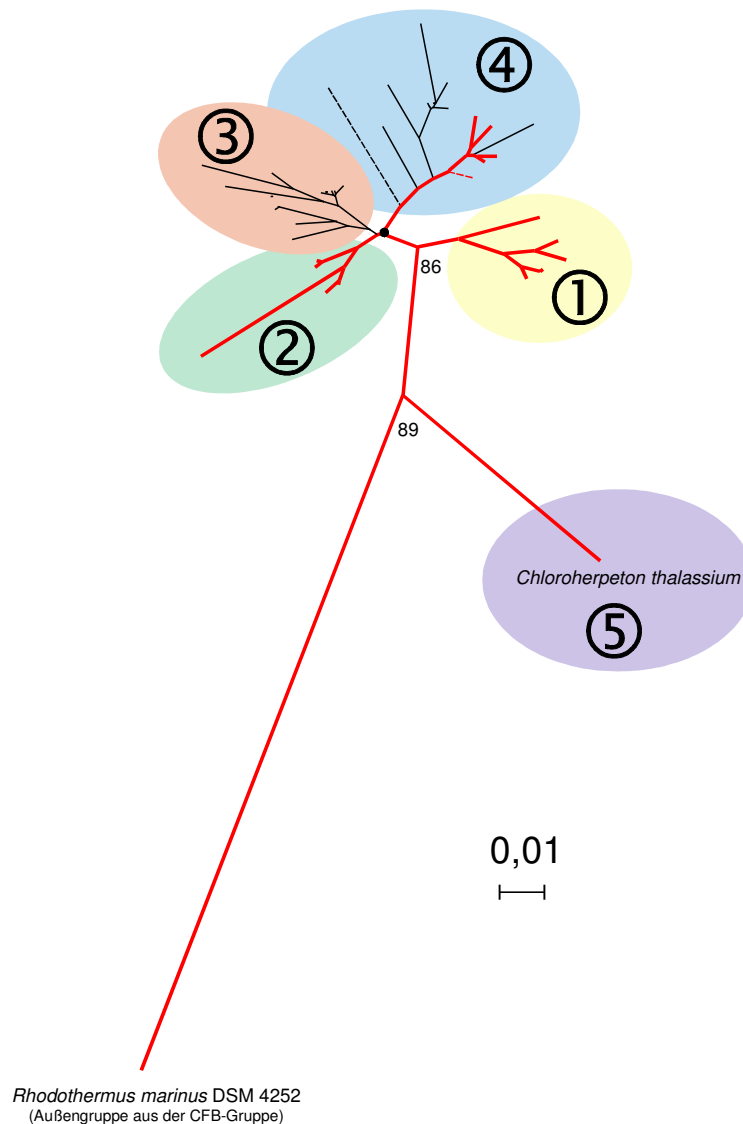 ④
③
86
①
②
89
Chloroherpeton thalassium
⑤
0,01
Rhodothermus marinus DSM 4252
(Außengruppe aus der CFB-Gruppe)